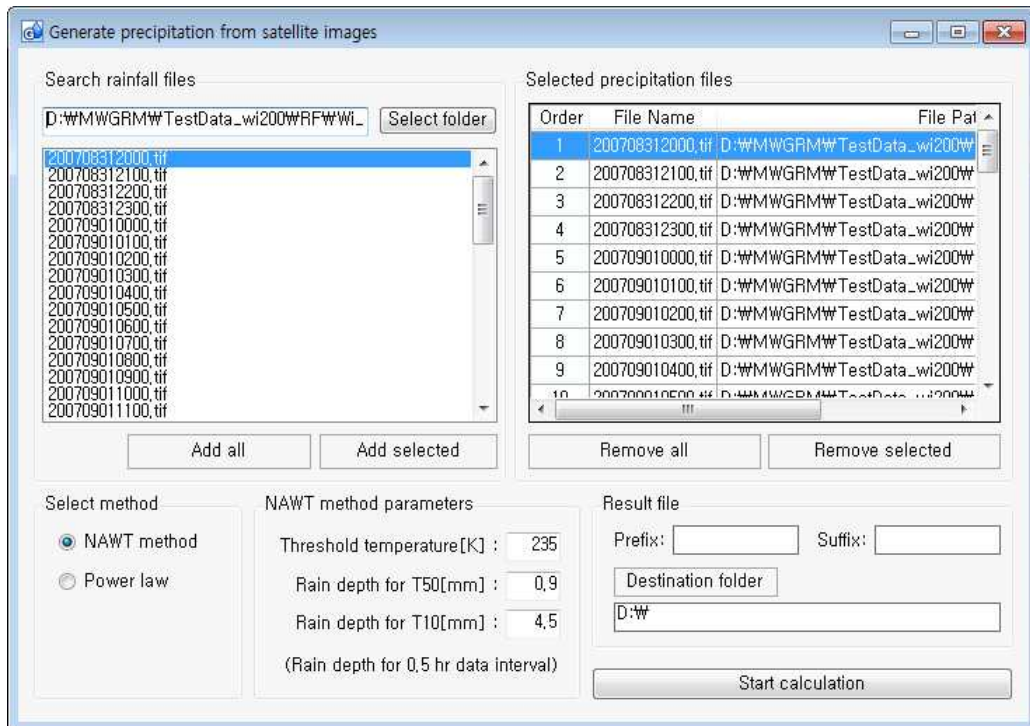 Generate precipitation from satellite images
Search rainfall files
D:₩MWGRM₩TestData_wi200₩RF₩Wi_
Select folder
200708312000.tif
200708312100.tif
200708312200.tif
200708312300.tif
200709010000.tif
200709010100.tif
200709010200.tif
200709010300.tif
200709010400.tif
200709010500.tif
200709010600.tif
200709010700.tif
200709010800.tif
200709010900.tif
200709011000.tif
200709011100.tif
Add all
Add selected
Selected precipitation files
Order File Name File Pat
1 200708312000.tif D:₩MWGRM₩TestData_wi200₩
2 200708312100.tif D:₩MWGRM₩TestData_wi200₩
3 200708312200.tif D:₩MWGRM₩TestData_wi200₩
4 200708312300.tif D:₩MWGRM₩TestData_wi200₩
5 200709010000.tif D:₩MWGRM₩TestData_wi200₩
6 200709010100.tif D:₩MWGRM₩TestData_wi200₩
7 200709010200.tif D:₩MWGRM₩TestData_wi200₩
8 200709010300.tif D:₩MWGRM₩TestData_wi200₩
9 200709010400.tif D:₩MWGRM₩TestData_wi200₩
10 200709010500.tif D:₩MWGRM₩TestData_wi200₩
Remove all
Remove selected
Select method
NAWT method
Power law
NAWT method parameters
Threshold temperature[K] : 235
Rain depth for T50[mm] : 0.9
Rain depth for T10[mm] : 4.5
(Rain depth for 0.5 hr data interval)
Result file
Prefix: Suffix:
Destination folder
D:₩
Start calculation